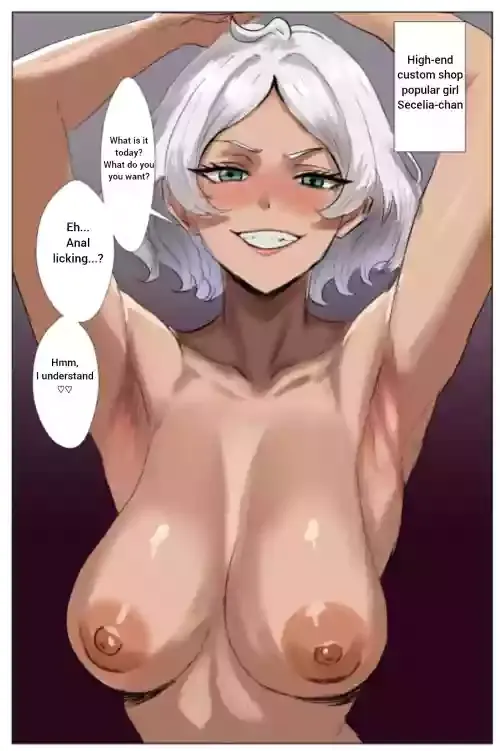 High-end
custom shop
popular girl
Secelia-chan
What is it
today?
What do you
you want?
Eh...
Anal
licking...?
Hmm,
I understand
♡♡